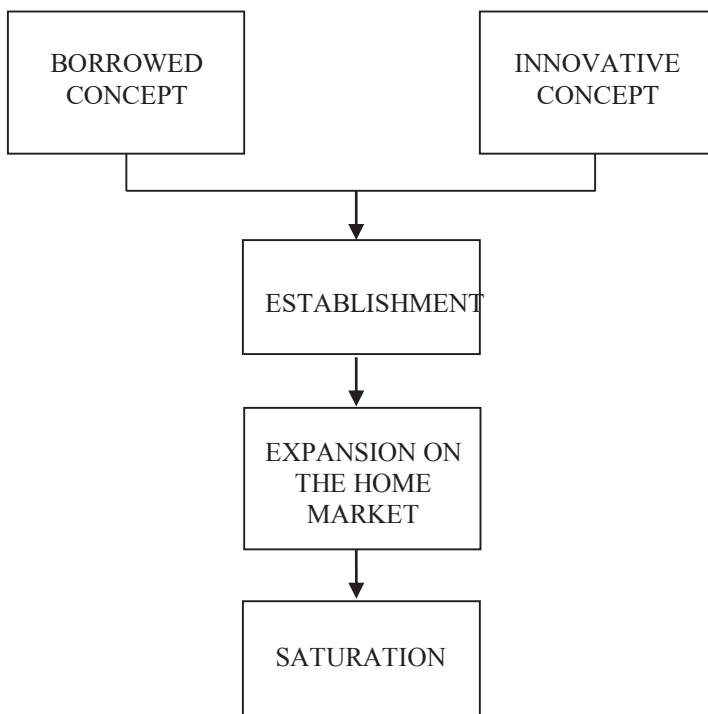 BORROWED
CONCEPT
INNOVATIVE
CONCEPT
ESTABLISHMENT
EXPANSION ON
THE HOME
MARKET
SATURATION